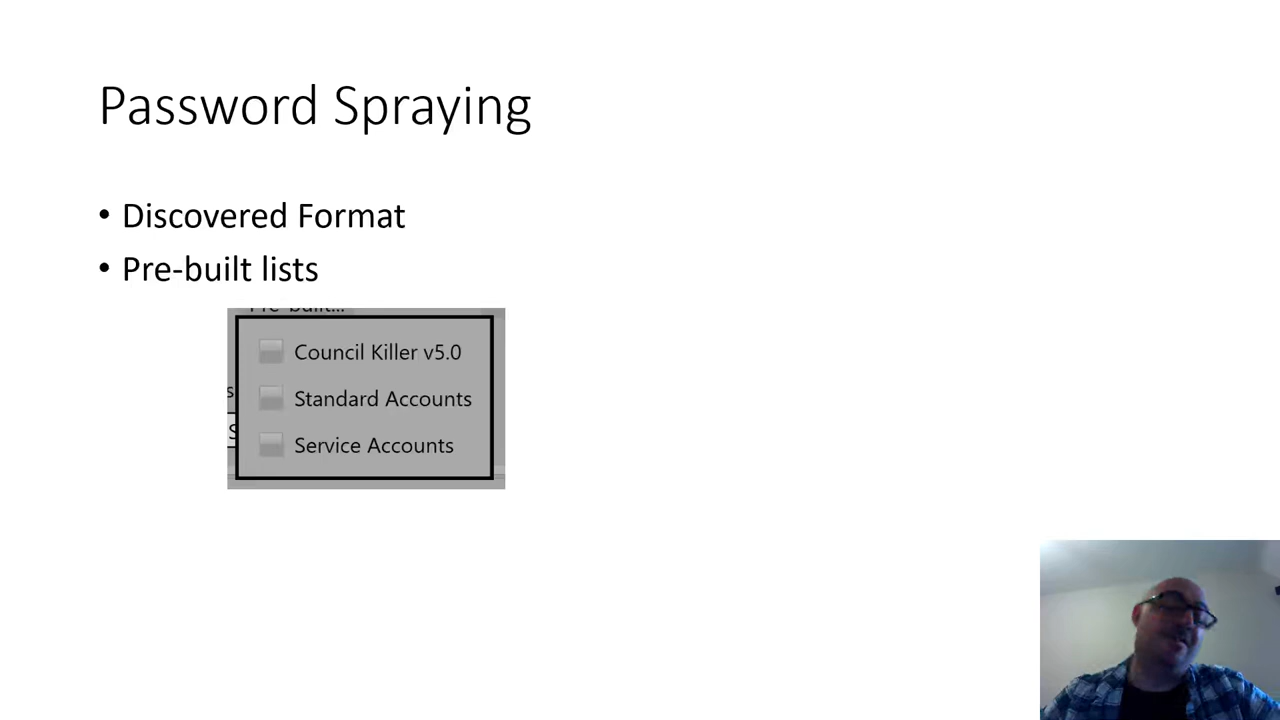 Password Spraying
• Discovered Format
• Pre-built lists
Pre-built...
Council Killer v5.0
Standard Accounts
Service Accounts